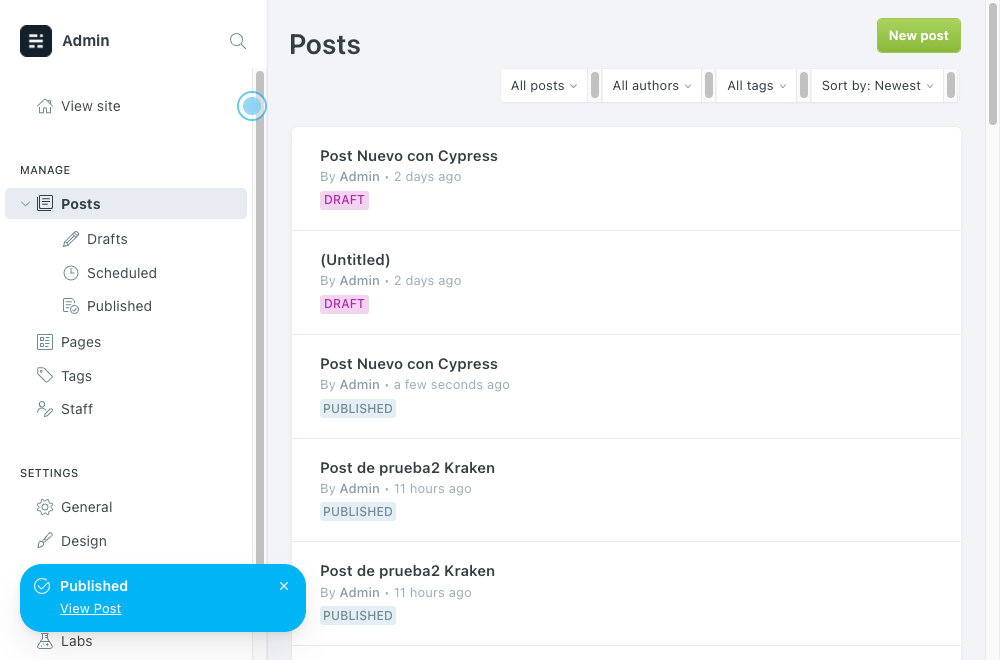 Admin
View site
MANAGE
Posts
Drafts
Scheduled
Published
Pages
Tags
Staff
SETTINGS
General
Design
Labs
Published
View Post
Posts
New post
All posts
All authors
All tags
Sort by: Newest
Post Nuevo con Cypress
By Admin • 2 days ago
DRAFT
(Untitled)
By Admin • 2 days ago
DRAFT
Post Nuevo con Cypress
By Admin • a few seconds ago
PUBLISHED
Post de prueba2 Kraken
By Admin • 11 hours ago
PUBLISHED
Post de prueba2 Kraken
By Admin • 11 hours ago
PUBLISHED